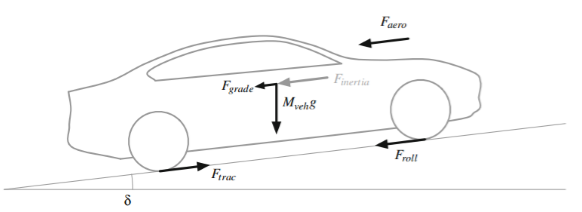 F_aero
F_grade
F_inertia
M_veh g
F_roll
F_trac
δ